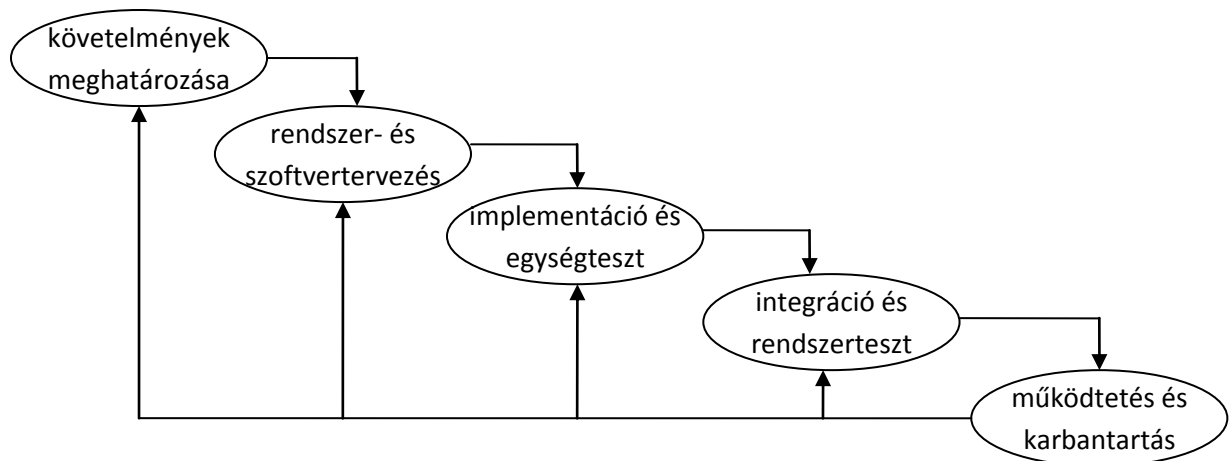 követelmények
meghatározása
rendszer- és
szoftvertervezés
implementáció és
egységteszt
integráció és
rendszerteszt
működtetés és
karbantartás